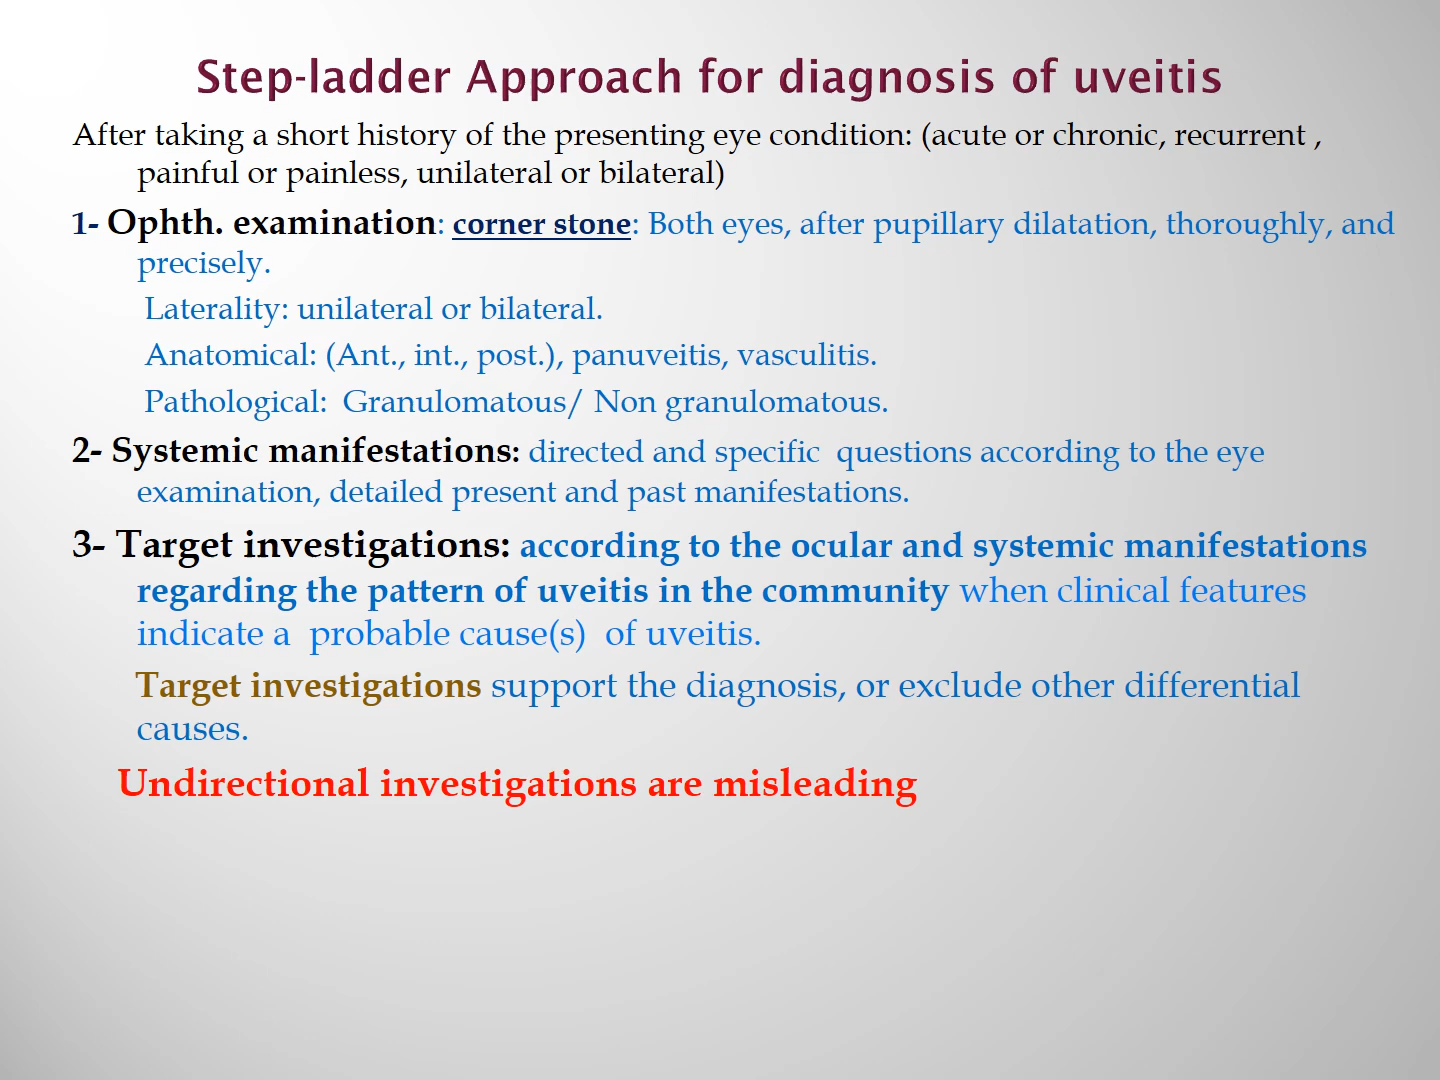 Step-ladder Approach for diagnosis of uveitis
After taking a short history of the presenting eye condition: (acute or chronic, recurrent ,
painful or painless, unilateral or bilateral)
1- Ophth. examination: corner stone: Both eyes, after pupillary dilatation, thoroughly, and
precisely.
Laterality: unilateral or bilateral.
Anatomical: (Ant., int., post.), panuveitis, vasculitis.
Pathological:  Granulomatous/ Non granulomatous.
2- Systemic manifestations: directed and specific  questions according to the eye
examination, detailed present and past manifestations.
3- Target investigations: according to the ocular and systemic manifestations
regarding the pattern of uveitis in the community when clinical features
indicate a  probable cause(s)  of uveitis.
Target investigations support the diagnosis, or exclude other differential
causes.
Undirectional investigations are misleading